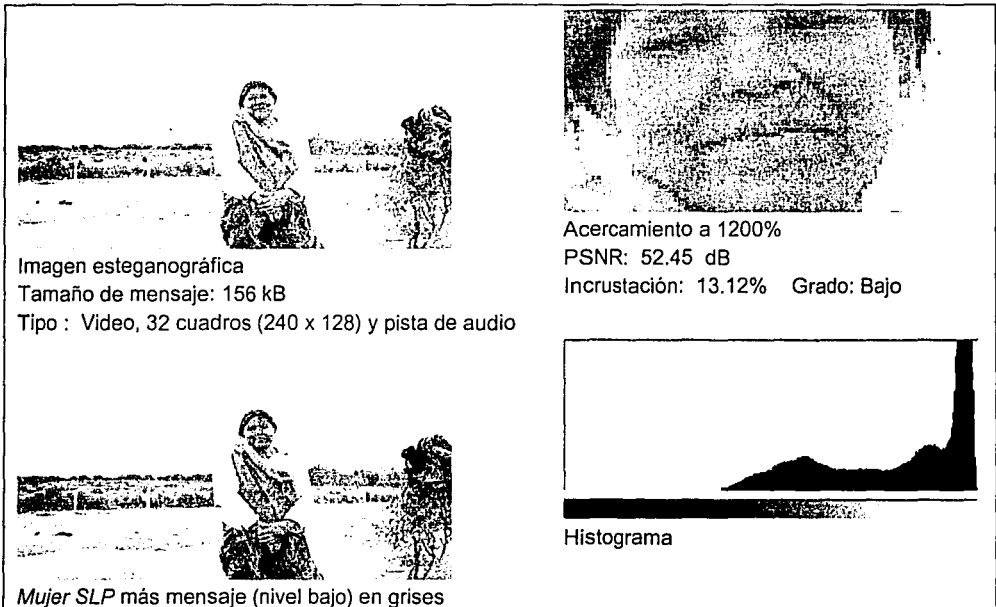 Imagen esteganográfica
Tamaño de mensaje: 156 kB
Tipo : Video, 32 cuadros (240 x 128) y pista de audio
Mujer SLP más mensaje (nivel bajo) en grises
Acercamiento a 1200%
PSNR: 52.45 dB
Incrustación: 13.12% Grado: Bajo
Histograma